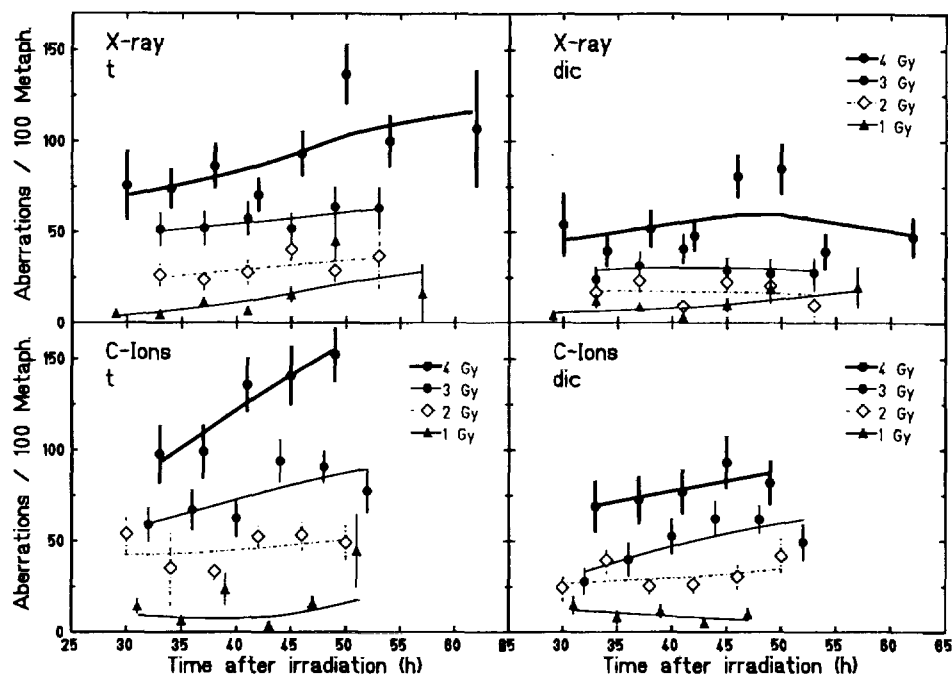 X-ray
t
150
100
50
25
0
Aberrations / 100 Metaph.
X-ray
dic
4 Gy
3 Gy
2 Gy
1 Gy
C-Ions
t
4 Gy
3 Gy
2 Gy
1 Gy
150
100
50
25
0
Aberrations / 100 Metaph.
C-Ions
dic
4 Gy
3 Gy
2 Gy
1 Gy
25 30 35 40 45 50 55 60
30 35 40 45 50 55 60 65
Time after irradiation (h)
Time after irradiation (h)